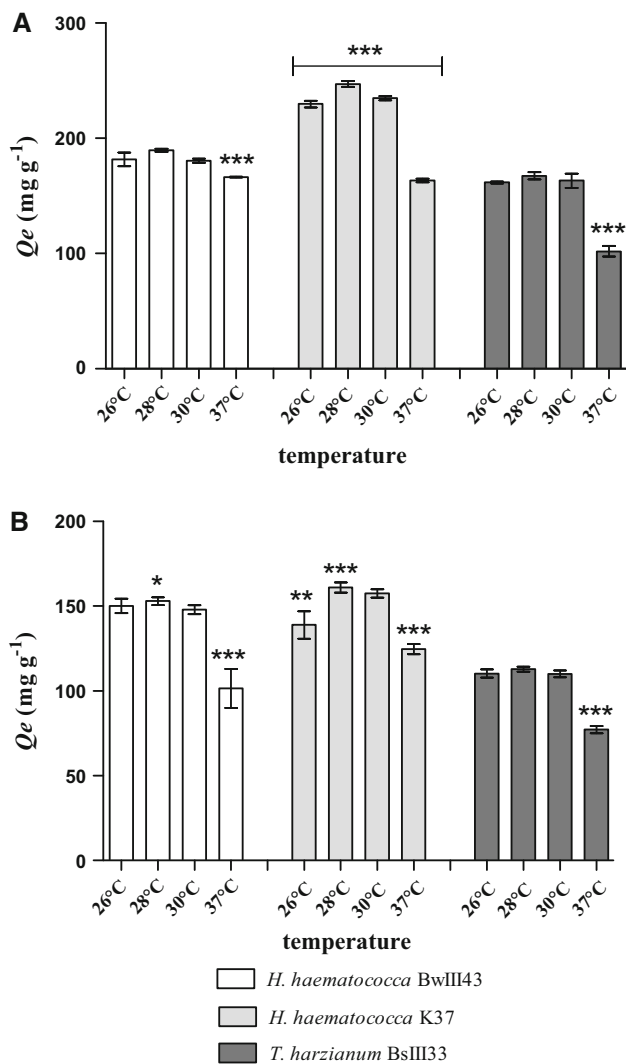 A
300
200
100
0
Qe (mg g-1)
***
***
***
26°C 28°C 30°C 37°C 26°C 28°C 30°C 37°C 26°C 28°C 30°C 37°C
temperature
B
200
150
100
50
0
Qe (mg g-1)
*
***
**
***
***
***
26°C 28°C 30°C 37°C 26°C 28°C 30°C 37°C 26°C 28°C 30°C 37°C
temperature
H. haematococca BwIII43
H. haematococca K37
T. harzianum BsIII33